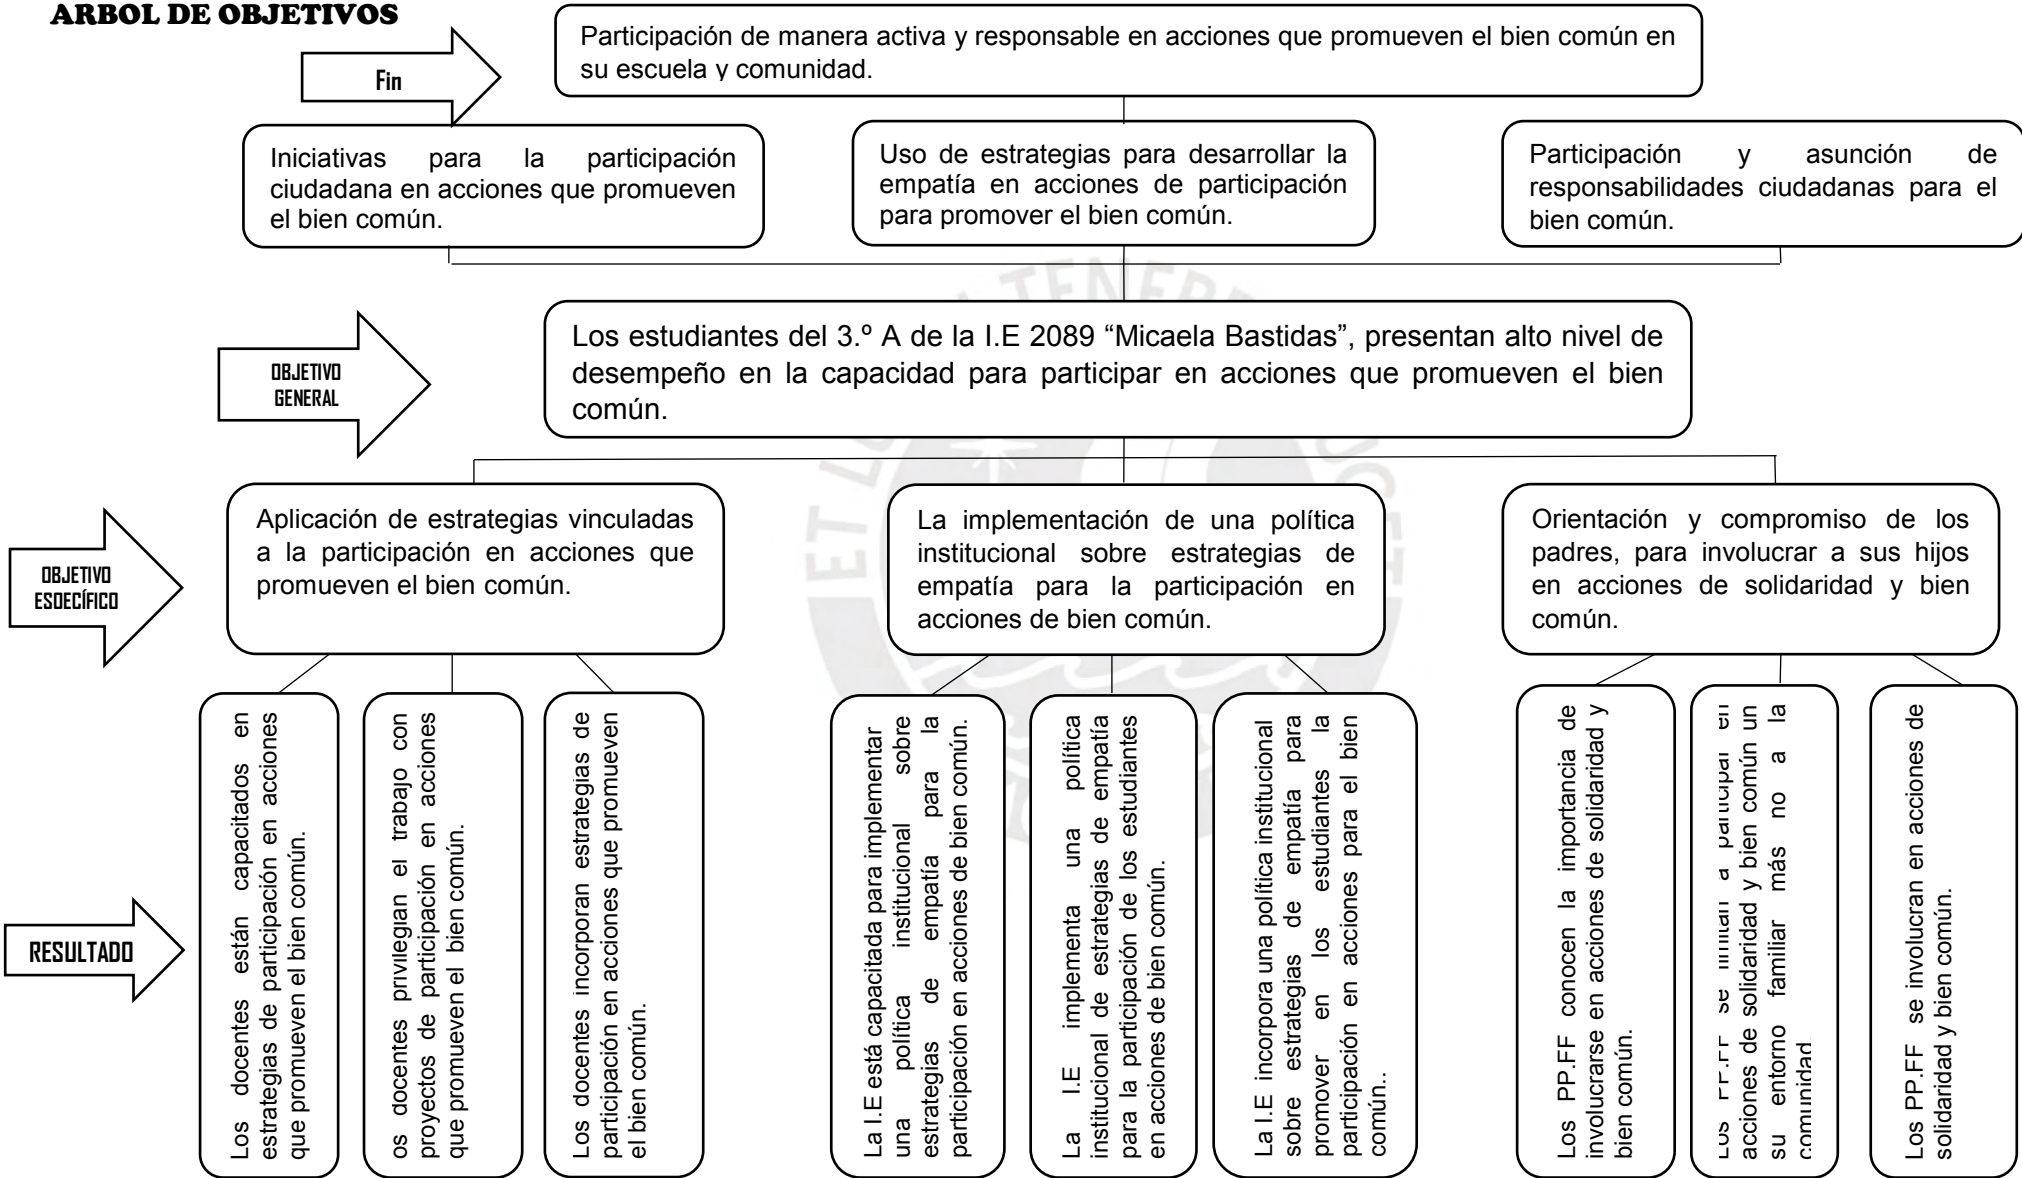 ARBOL DE OBJETIVOS
Fin
Participación de manera activa y responsable en acciones que promueven el bien común en
su escuela y comunidad.
Iniciativas para la participación
ciudadana en acciones que promueven
el bien común.
Uso de estrategias para desarrollar la
empatía en acciones de participación
para promover el bien común.
Participación y asunción de
responsabilidades ciudadanas para el
bien común.
OBJETIVO
GENERAL
Los estudiantes del 3.º A de la I.E 2089 “Micaela Bastidas”, presentan alto nivel de
desempeño en la capacidad para participar en acciones que promueven el bien
común.
OBJETIVO
ESOECÍFICO
Aplicación de estrategias vinculadas
a la participación en acciones que
promueven el bien común.
La implementación de una política
institucional sobre estrategias de
empatía para la participación en
acciones de bien común.
Orientación y compromiso de los
padres, para involucrar a sus hijos
en acciones de solidaridad y bien
común.
RESULTADO
Los docentes están capacitados en
estrategias de participación en acciones
que promueven el bien común.
os docentes privilegian el trabajo con
proyectos de participación en acciones
que promueven el bien común.
Los docentes incorporan estrategias de
participación en acciones que promueven
el bien común.
La I.E está capacitada para implementar
una política institucional sobre
estrategias de empatía para la
participación en acciones de bien común.
La I.E implementa una política
institucional de estrategias de empatía
para la participación de los estudiantes
en acciones de bien común.
La I.E incorpora una política institucional
sobre estrategias de empatía para
promover en los estudiantes la
participación en acciones para el bien
común..
Los PP.FF conocen la importancia de
involucrarse en acciones de solidaridad y
bien común.
Los PP.FF se limitan a participar en
acciones de solidaridad y bien común un
su entorno familiar más no a la
comunidad
Los PP.FF se involucran en acciones de
solidaridad y bien común.